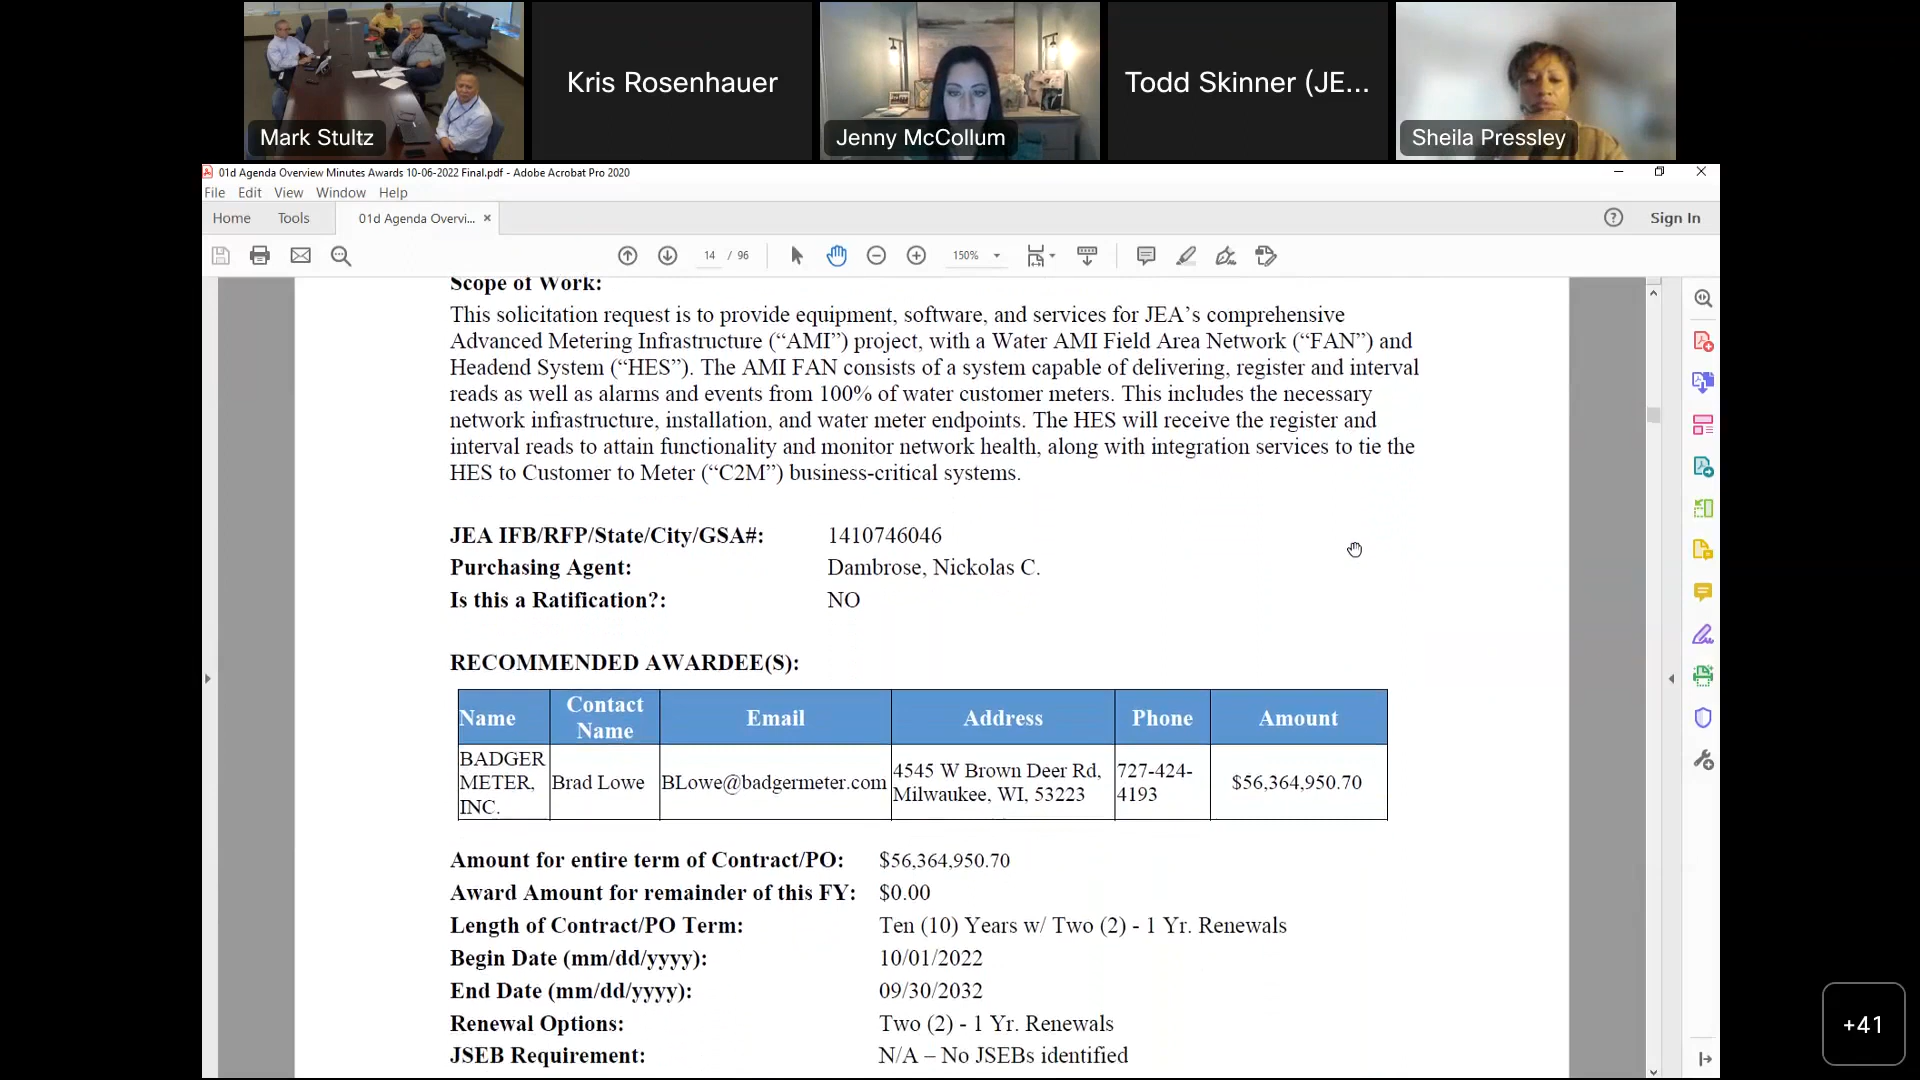 Mark Stultz
Kris Rosenhauer
Jenny McCollum
Todd Skinner (JE...
Sheila Pressley
01d Agenda Overview Minutes Awards 10-06-2022 Final.pdf - Adobe Acrobat Pro 2020
File Edit View Window Help
Home Tools 01d Agenda Overvi... × Sign In
14 / 96 150%
Scope of Work:
This solicitation request is to provide equipment, software, and services for JEA’s comprehensive
Advanced Metering Infrastructure (“AMI”) project, with a Water AMI Field Area Network (“FAN”) and
Headend System (“HES”). The AMI FAN consists of a system capable of delivering, register and interval
reads as well as alarms and events from 100% of water customer meters. This includes the necessary
network infrastructure, installation, and water meter endpoints. The HES will receive the register and
interval reads to attain functionality and monitor network health, along with integration services to tie the
HES to Customer to Meter (“C2M”) business-critical systems.
JEA IFB/RFP/State/City/GSA#: 1410746046
Purchasing Agent: Dambrose, Nickolas C.
Is this a Ratification?: NO
RECOMMENDED AWARDEE(S):
Name Contact Name Email Address Phone Amount
BADGER METER, INC. Brad Lowe BLowe@badgermeter.com 4545 W Brown Deer Rd, Milwaukee, WI, 53223 727-424-4193 $56,364,950.70
Amount for entire term of Contract/PO: $56,364,950.70
Award Amount for remainder of this FY: $0.00
Length of Contract/PO Term: Ten (10) Years w/ Two (2) - 1 Yr. Renewals
Begin Date (mm/dd/yyyy): 10/01/2022
End Date (mm/dd/yyyy): 09/30/2032
Renewal Options: Two (2) - 1 Yr. Renewals
JSEB Requirement: N/A – No JSEBs identified
+41